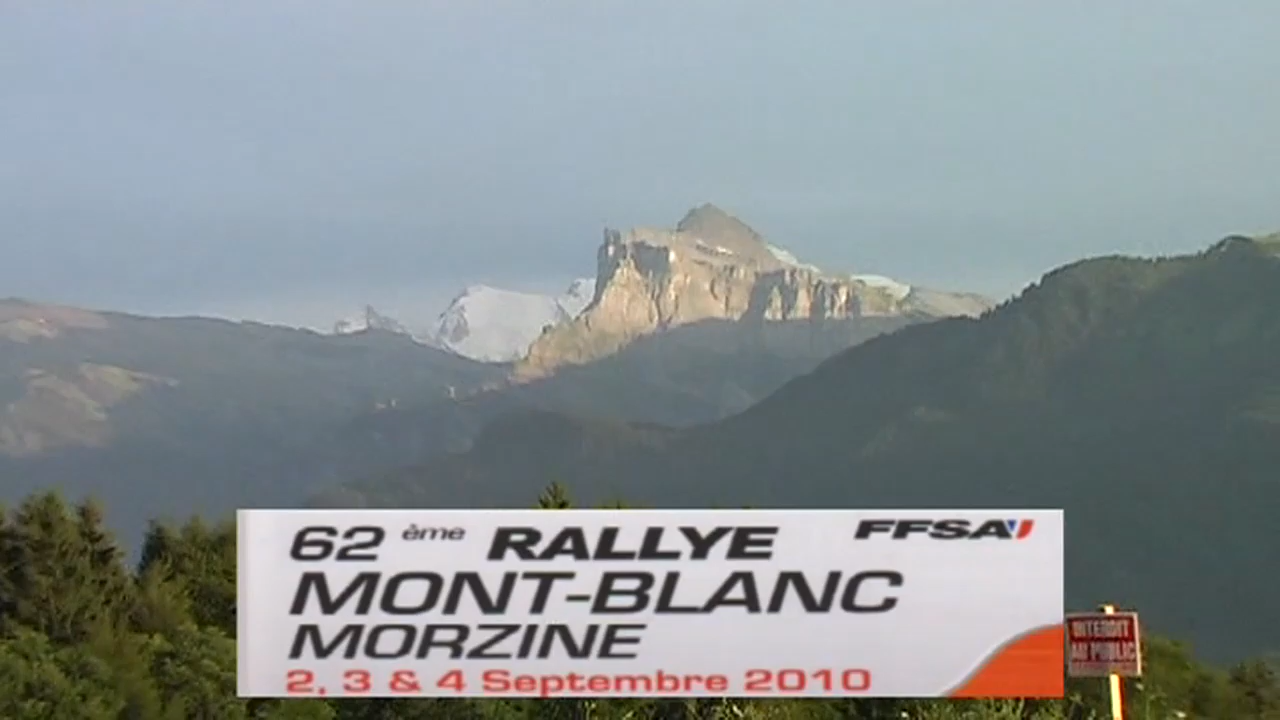 62 ème RALLYE
FFSA
MONT-BLANC
MORZINE
2, 3 & 4 Septembre 2010
INTERDIT
AU PUBLIC